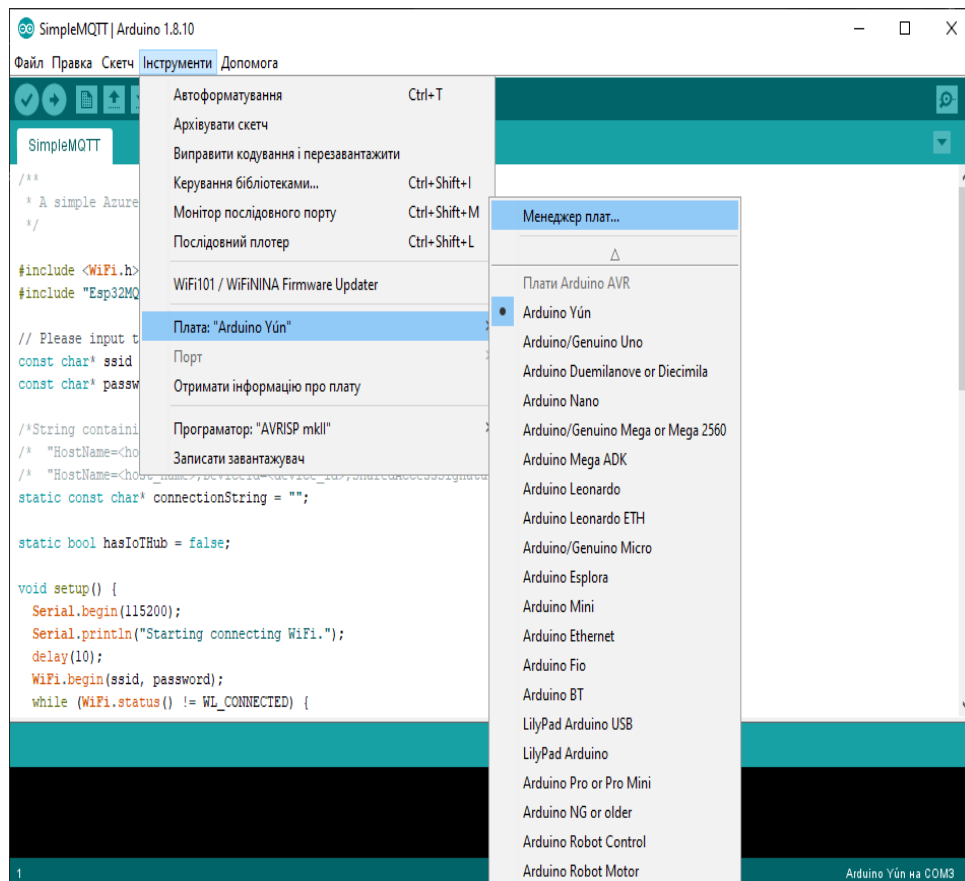 SimpleMQTT | Arduino 1.8.10
Файл Правка Скетч Інструменти Допомога
SimpleMQTT
Автоформатування Ctrl+T
Архівувати скетч
Виправити кодування і перезавантажити
Керування бібліотеками... Ctrl+Shift+I
Монітор послідовного порту Ctrl+Shift+M
Послідовний плотер Ctrl+Shift+L
WiFi101 / WiFiNINA Firmware Updater
Плата: "Arduino Yún"
Порт
Отримати інформацію про плату
Програматор: "AVRISP mkII"
Записати завантажувач
Менеджер плат...
Плати Arduino AVR
Arduino Yún
Arduino/Genuino Uno
Arduino Duemilanove or Diecimila
Arduino Nano
Arduino/Genuino Mega or Mega 2560
Arduino Mega ADK
Arduino Leonardo
Arduino Leonardo ETH
Arduino/Genuino Micro
Arduino Esplora
Arduino Mini
Arduino Ethernet
Arduino Fio
Arduino BT
LilyPad Arduino USB
LilyPad Arduino
Arduino Pro or Pro Mini
Arduino NG or older
Arduino Robot Control
Arduino Robot Motor
/**
* A simple Azure
*/
#include <WiFi.h>
#include "Esp32MQ
// Please input t
const char* ssid
const char* passw
/*String containi
/* "HostName=<ho
/* "HostName=<host_name>;DeviceId=<device_id>;SharedAccessSignatu
static const char* connectionString = "";
static bool hasIoTHub = false;
void setup() {
Serial.begin(115200);
Serial.println("Starting connecting WiFi.");
delay(10);
WiFi.begin(ssid, password);
while (WiFi.status() != WL_CONNECTED) {
1
Arduino Yún на COM3